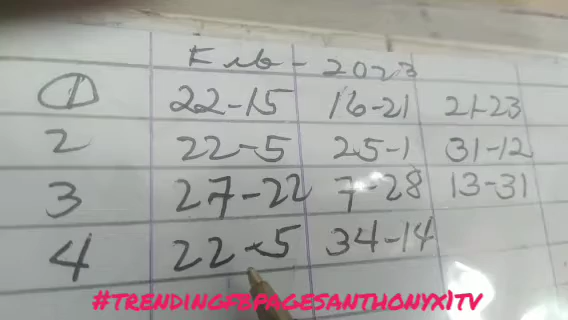 Feb - 2023
1 22-15 16-21 21-23
2 22-5 25-1 31-12
3 27-22 7-28 13-31
4 22-5 34-14
#TRENDINGFBPAGESANTHONYX1TV